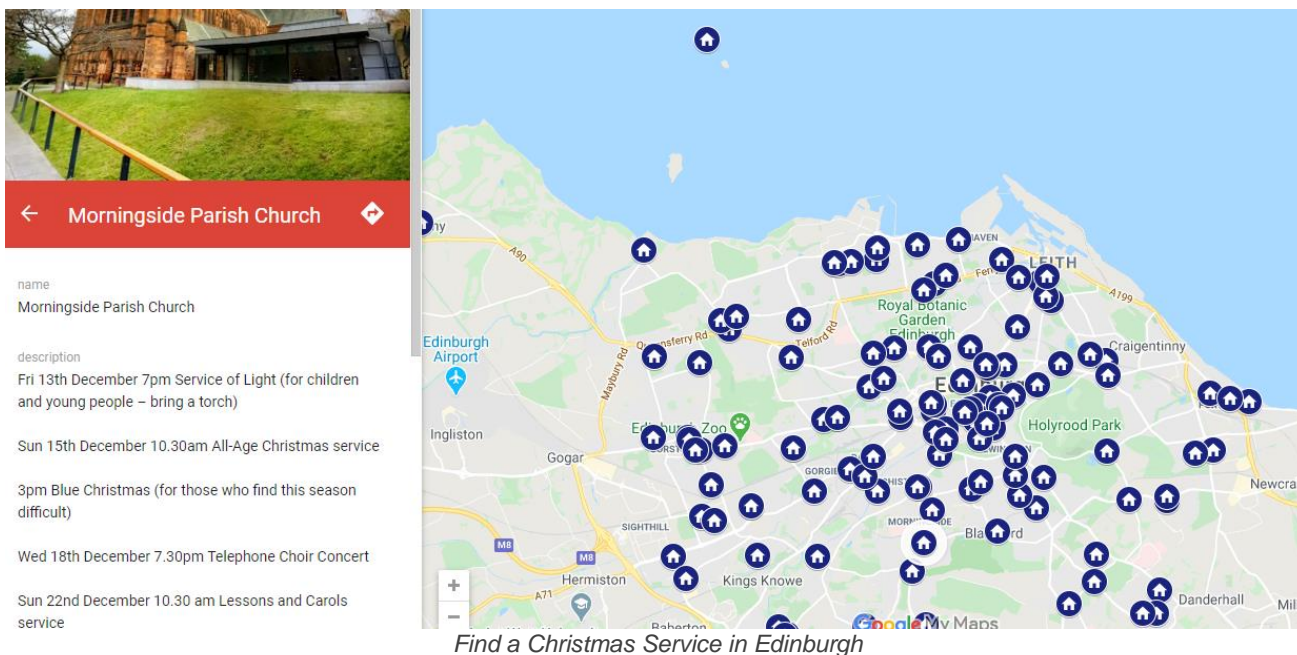 Morningside Parish Church
name
Morningside Parish Church
description
Fri 13th December 7pm Service of Light (for children
and young people – bring a torch)
Sun 15th December 10.30am All-Age Christmas service
3pm Blue Christmas (for those who find this season
difficult)
Wed 18th December 7.30pm Telephone Choir Concert
Sun 22nd December 10.30 am Lessons and Carols
service
A90
LEITH
A199
Royal Botanic
Garden
Edinburgh
Telford Rd
Queensferry Rd
Maybury Rd
Craigentinny
Edinburgh
Airport
Edinburgh
Holyrood Park
Ingliston
Edinburgh Zoo
Gogar
SIGHTHILL
M8
M8
Hermiston
Kings Knowe
A71
Danderhall
Baberton
Google My Maps
+
−
Find a Christmas Service in Edinburgh